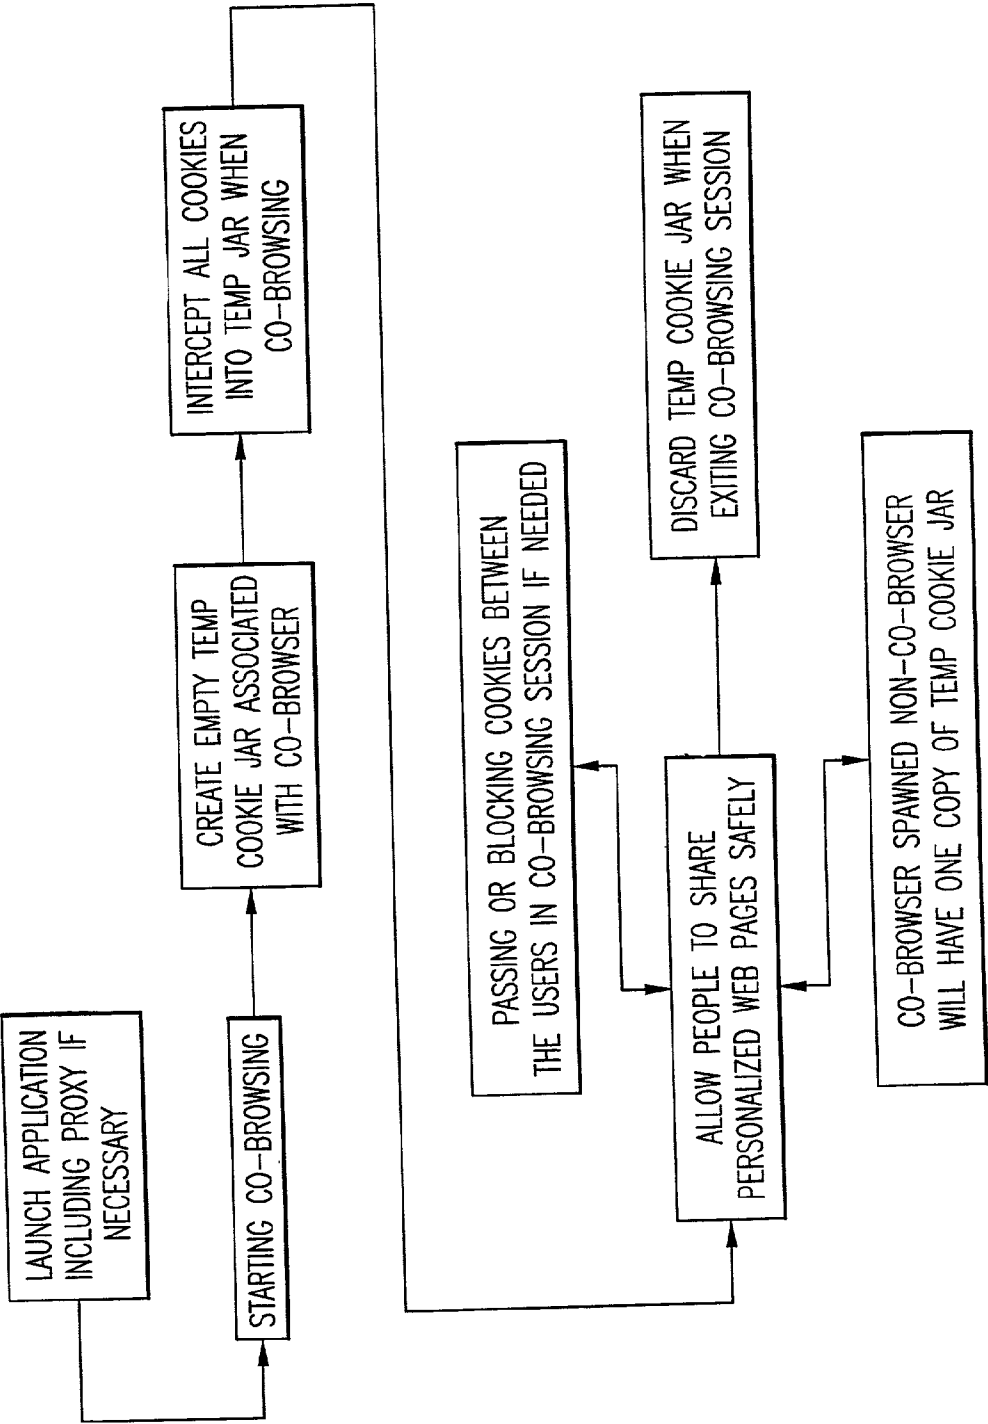 LAUNCH APPLICATION
INCLUDING PROXY IF
NECESSARY
STARTING CO-BROWSING
CREATE EMPTY TEMP
COOKIE JAR ASSOCIATED
WITH CO-BROWSER
INTERCEPT ALL COOKIES
INTO TEMP JAR WHEN
CO-BROWSING
PASSING OR BLOCKING COOKIES BETWEEN
THE USERS IN CO-BROWSING SESSION IF NEEDED
ALLOW PEOPLE TO SHARE
PERSONALIZED WEB PAGES SAFELY
DISCARD TEMP COOKIE JAR WHEN
EXITING CO-BROWSING SESSION
CO-BROWSER SPAWNED NON-CO-BROWSER
WILL HAVE ONE COPY OF TEMP COOKIE JAR